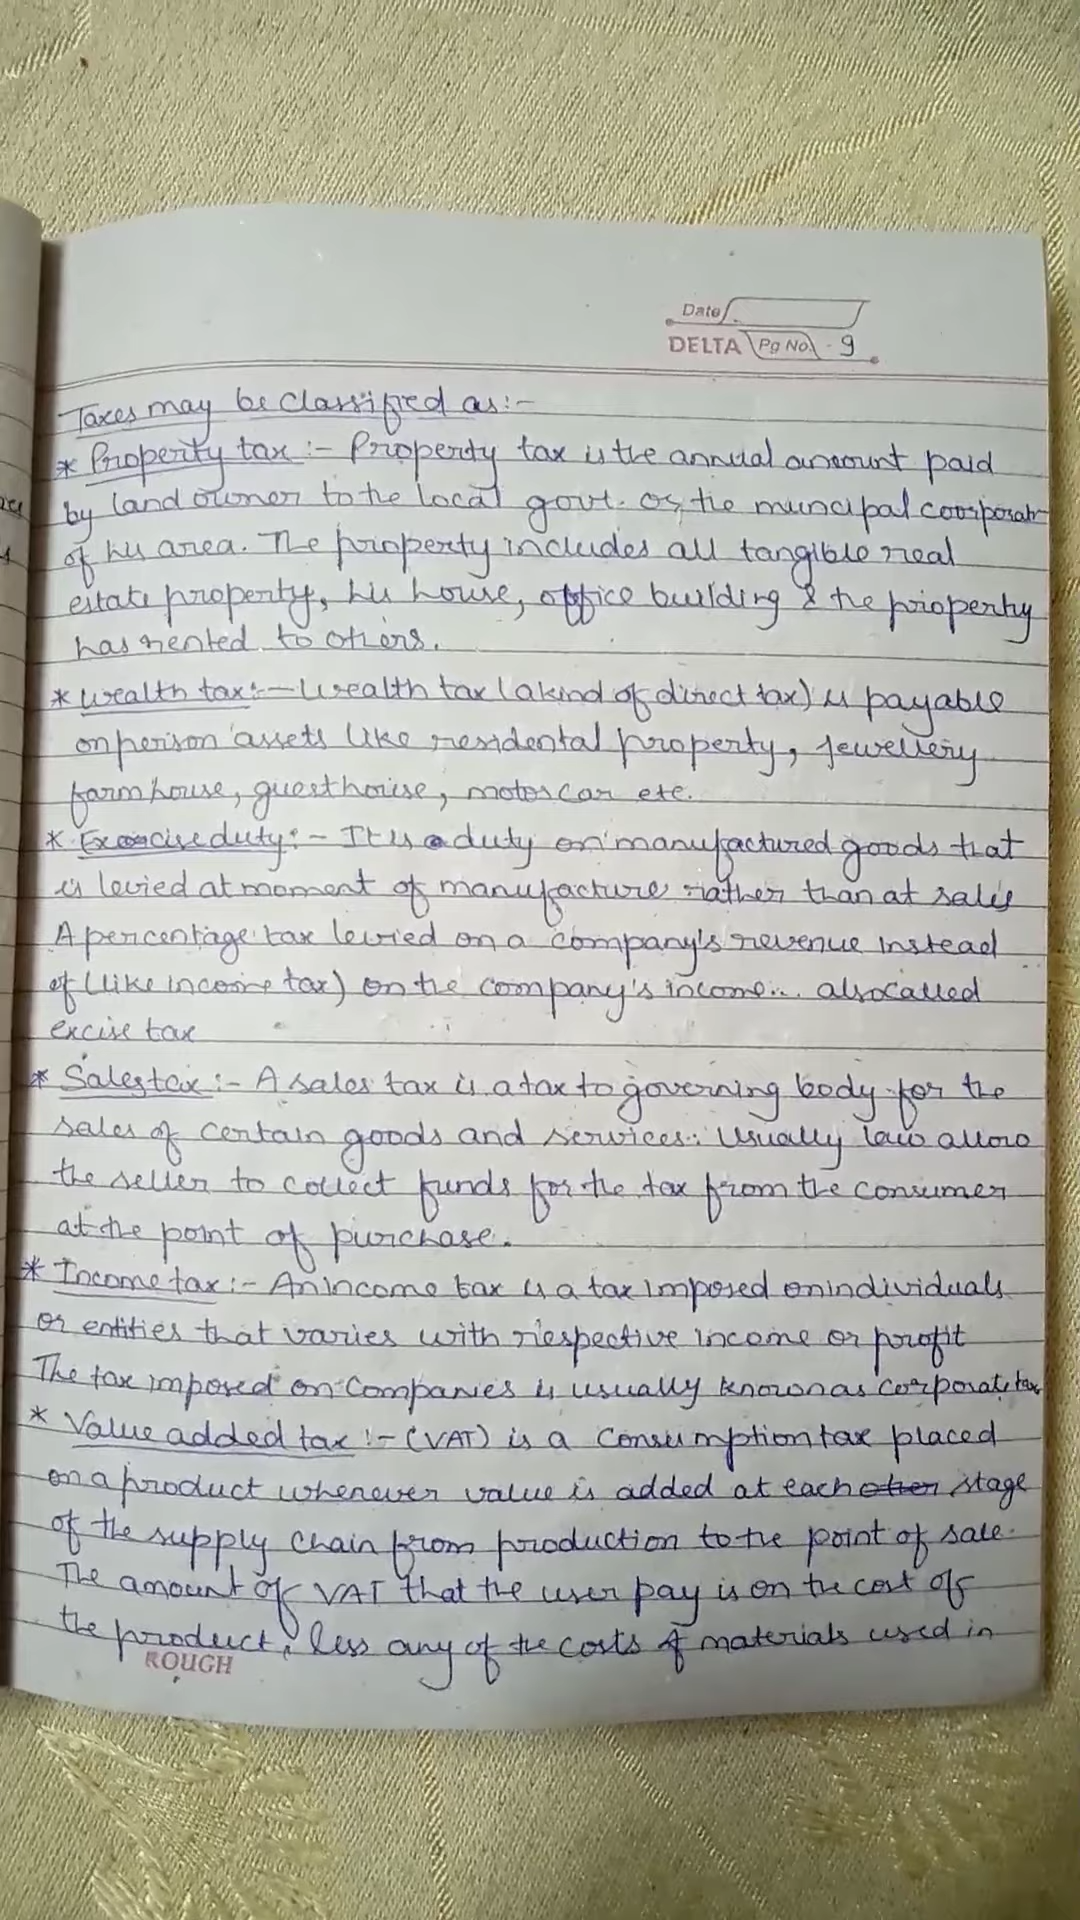 Date
DELTA Pg No. - 9
Taxes may be classified as:-
* Property tax :- Property tax is the annual amount paid
by land owner to the local govt. or the muncipal coorporatn
of his area. The property includes all tangible real
estate property, his house, office building & the property
has rented to others.
* Wealth tax:- Wealth tax (a kind of direct tax) is payable
on person assets like residental property, jewellery
farmhouse, guesthouse, motorcar etc.
* Excise duty:- It is a duty on manufactured goods that
is levied at moment of manufacture rather than at sales
A percentage tax levied on a company's revenue instead
of (like income tax) on the company's income... also called
excise tax
* Sales tax :- A sales tax is a tax to governing body for the
sales of certain goods and services. Usually law allow
the seller to collect funds for the tax from the consumer
at the point of purchase.
* Income tax :- An income tax is a tax imposed on individuals
or entities that varies with respective income or profit
The tax imposed on companies is usually known as corporate tax
* Value added tax :- (VAT) is a consumption tax placed
on a product whenever value is added at each other stage
of the supply chain from production to the point of sale.
The amount of VAT that the user pay is on the cost of
the product, less any of the costs of materials used in
ROUGH